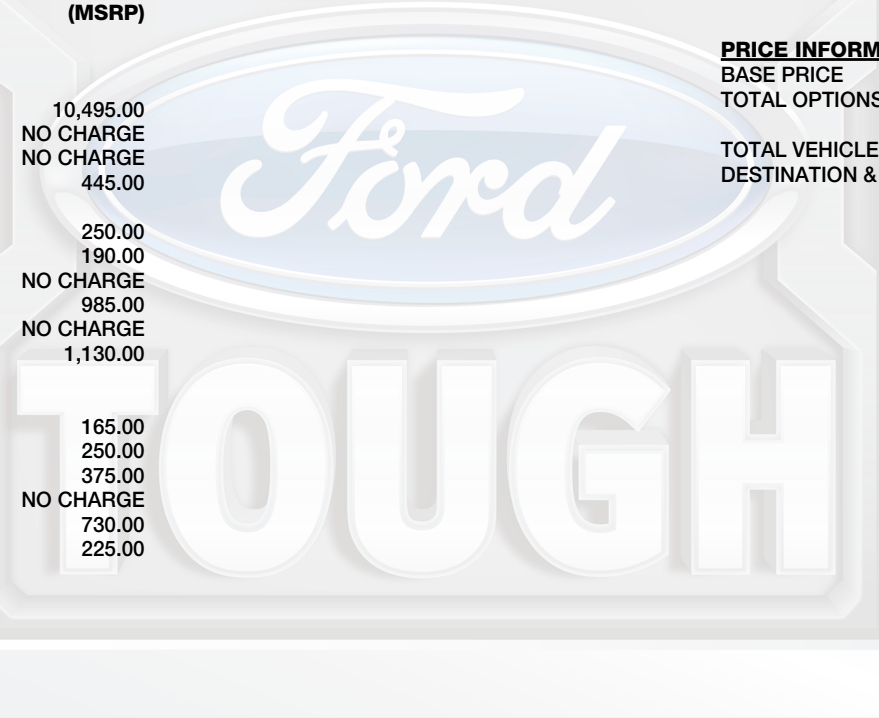 (MSRP)
10,495.00
NO CHARGE
NO CHARGE
445.00
250.00
190.00
NO CHARGE
985.00
NO CHARGE
1,130.00
165.00
250.00
375.00
NO CHARGE
730.00
225.00
PRICE INFORM
BASE PRICE
TOTAL OPTIONS
TOTAL VEHICLE
DESTINATION &
Ford
TOUGH